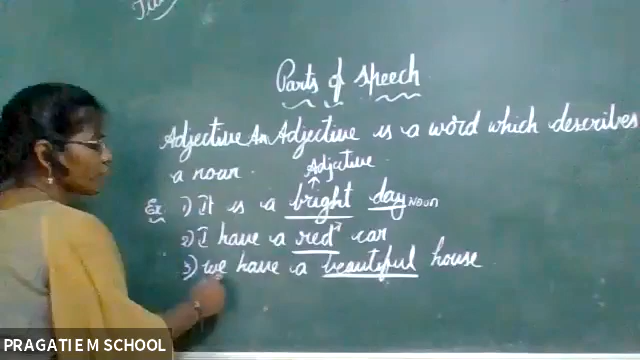 Parts of speech
Adjective An Adjective is a word which describes
a noun.
Adjective
Ex 1) It is a bright day Noun
2) I have a red car
3) we have a beautiful house
PRAGATI E M SCHOOL